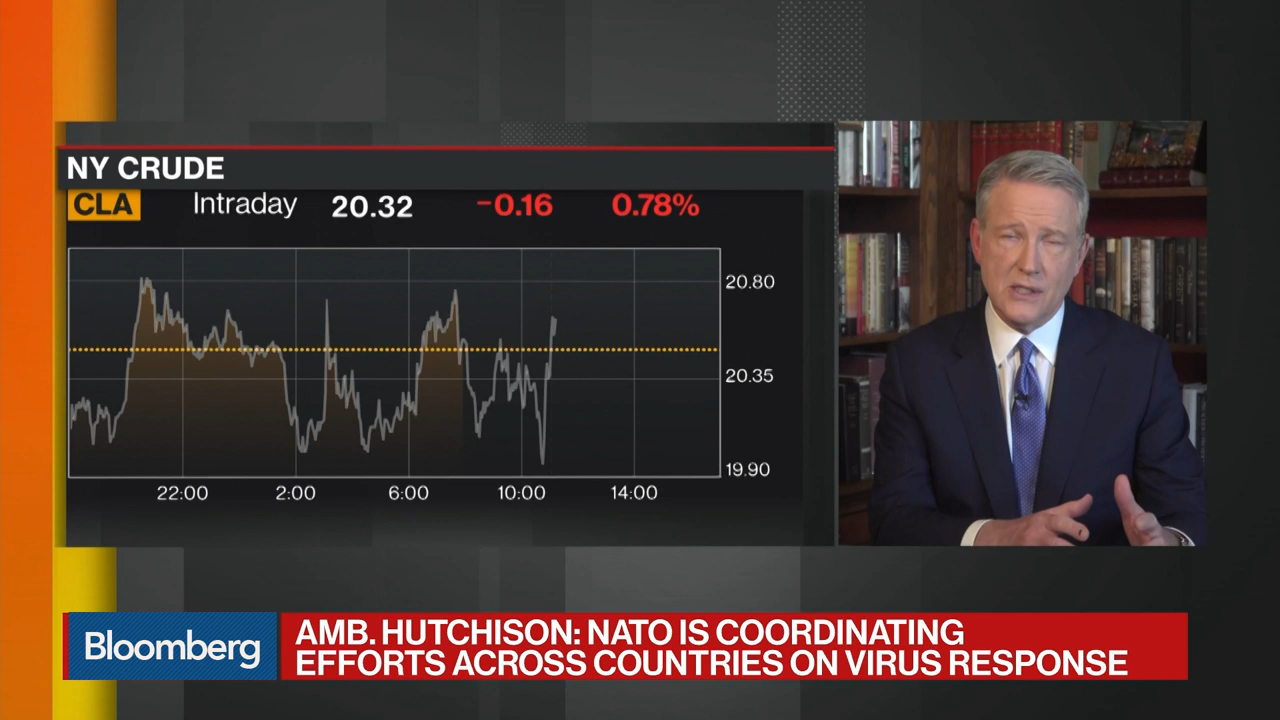 NY CRUDE
CLA Intraday 20.32 −0.16 0.78%
20.80
20.35
19.90
22:00 2:00 6:00 10:00 14:00
Bloomberg
AMB. HUTCHISON: NATO IS COORDINATING
EFFORTS ACROSS COUNTRIES ON VIRUS RESPONSE